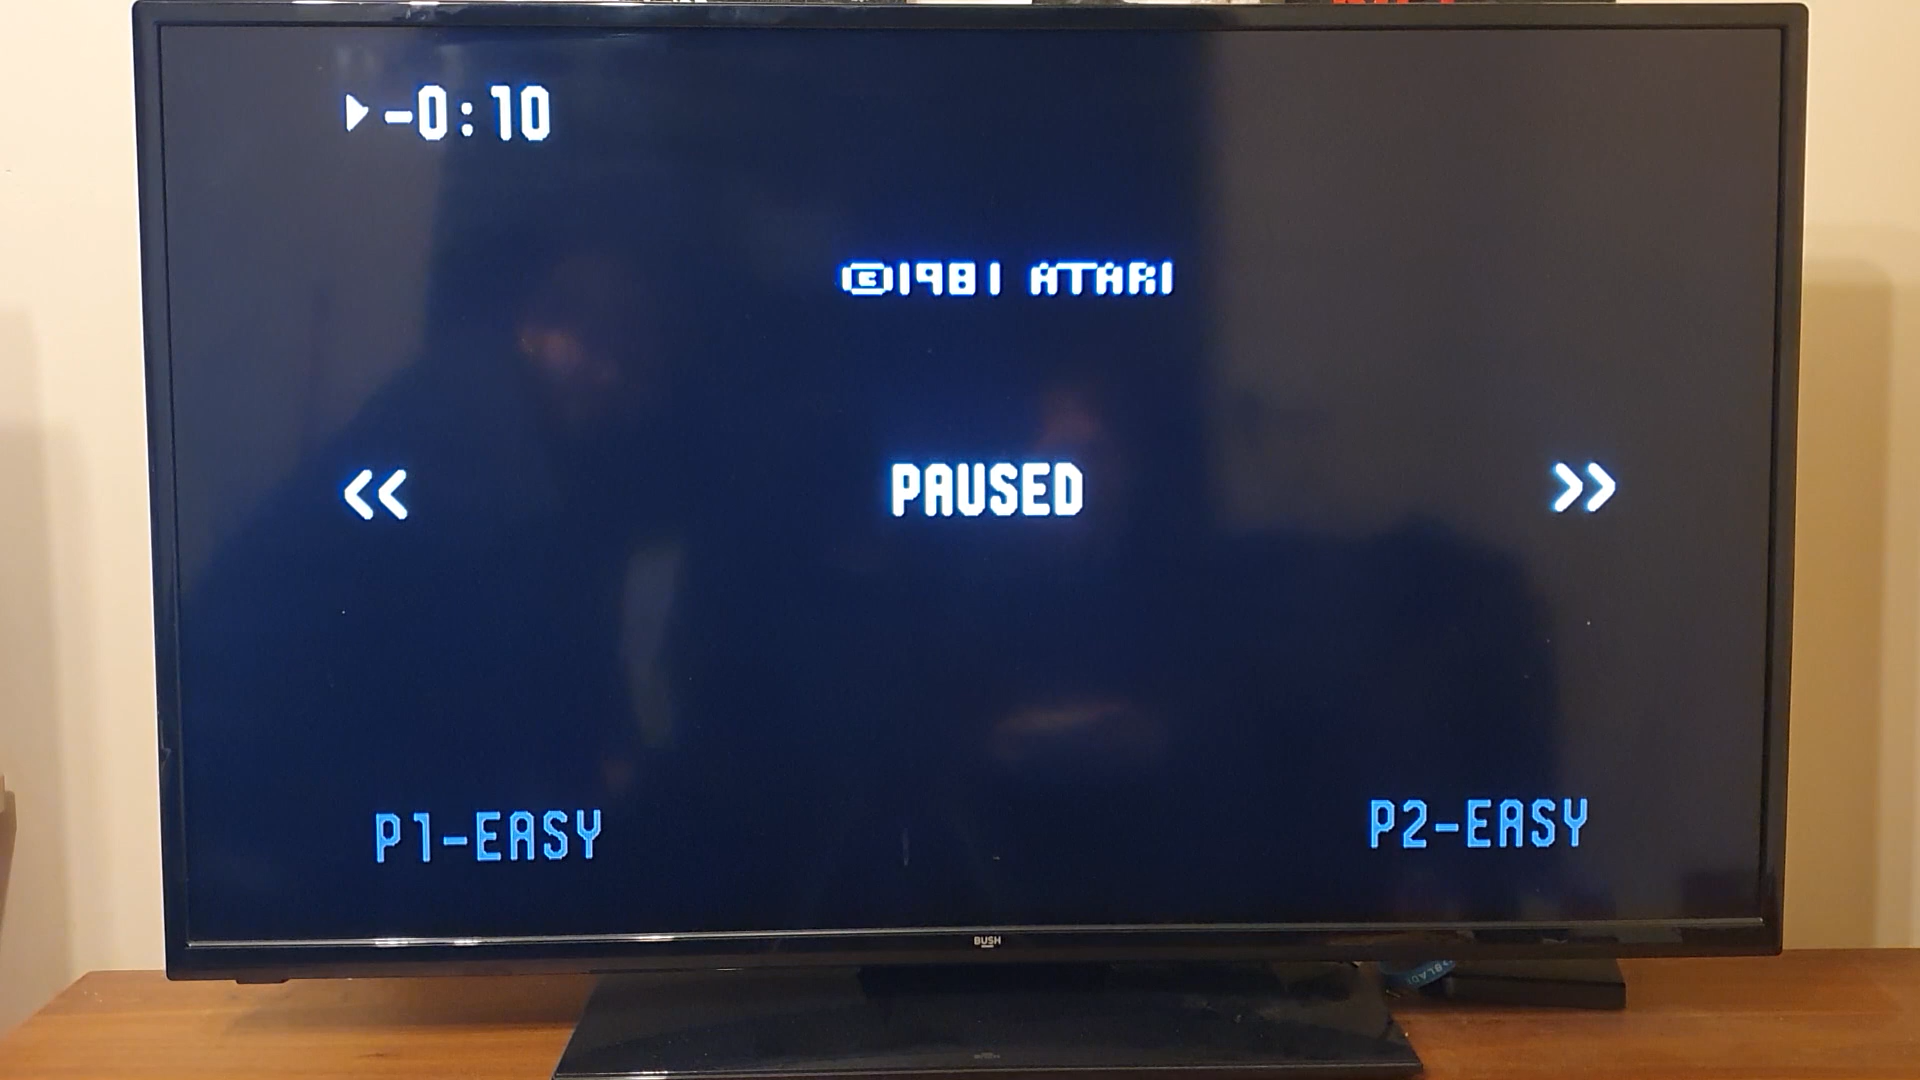 -0:10
©1981 ATARI
<< PAUSED >>
P1-EASY P2-EASY
BUSH